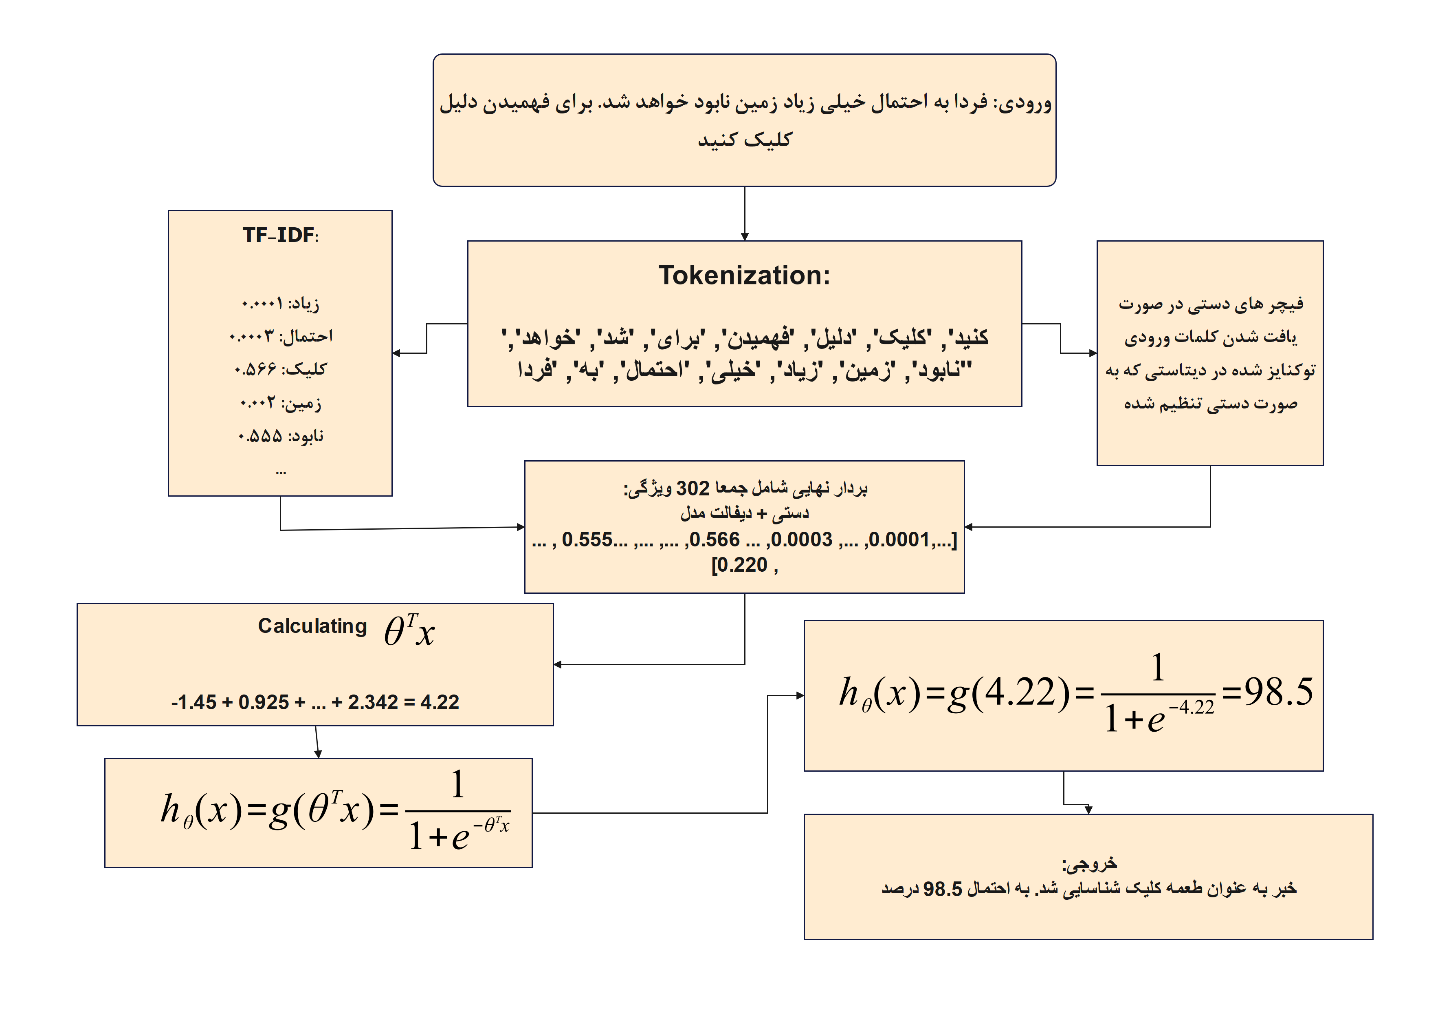 ورودی: فردا به احتمال خیلی زیاد زمین نابود خواهد شد. برای فهمیدن دلیل
کلیک کنید
TF-IDF:
زیاد: ۰.۰۰۰۱
احتمال: ۰.۰۰۰۳
کلیک: ۰.۵۶۶
زمین: ۰.۰۰۲
نابود: ۰.۵۵۵
...
Tokenization:
کنید', 'کلیک', 'دلیل', 'فهمیدن', 'برای', 'شد', 'خواهد','
''نابود', 'زمین', 'زیاد', 'خیلی', 'احتمال', 'به', 'فردا
فیچر های دستی در صورت
یافت شدن کلمات ورودی
توکنایز شده در دیتاستی که به
صورت دستی تنظیم شده
بردار نهایی شامل جمعا 302 ویژگی:
دستی + دیفالت مدل
... , 0.555... ,... ,... ,0.566 ... ,0.0003 ,... ,0.0001,...]
[0.220 ,
Calculating θ^T x
-1.45 + 0.925 + ... + 2.342 = 4.22
h_θ(x)=g(θ^T x)=1/(1+e^(-θ^T x))
h_θ(x)=g(4.22)=1/(1+e^(-4.22))=98.5
خروجی:
خبر به عنوان طعمه کلیک شناسایی شد. به احتمال 98.5 درصد